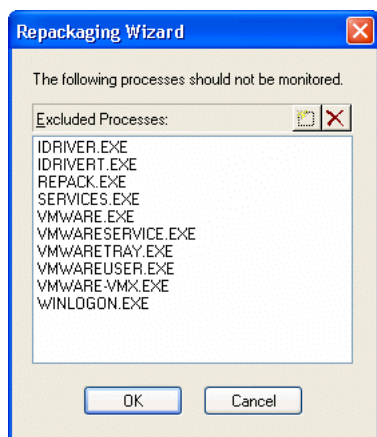 Repackaging Wizard
The following processes should not be monitored.
Excluded Processes:
IDRIVER.EXE
IDRIVERT.EXE
REPACK.EXE
SERVICES.EXE
VMWARE.EXE
VMWARESERVICE.EXE
VMWARETRAY.EXE
VMWAREUSER.EXE
VMWARE-VMX.EXE
WINLOGON.EXE
OK Cancel